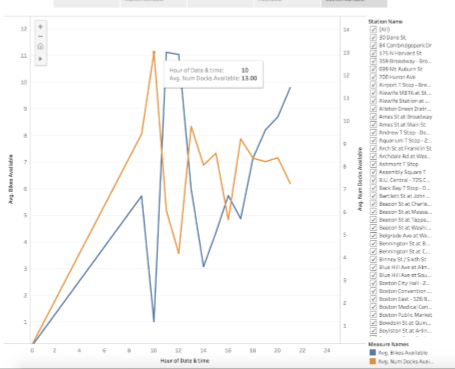 Station Name
(All)
30 Dane St.
84 Cambridgepark Dr
175 N Harvard St
359 Broadway - Bro...
699 Mt Auburn St
700 Huron Ave
Airport T Stop - Bre...
Alewife MBTA at St...
Alewife Station at ...
Allston Green Distr...
Ames St at Broadway
Ames St at Main St
Andrew T Stop - Do...
Aquarium T Stop - 2...
Arch St at Franklin St
Archdale Rd at Was...
Ashmont T Stop
Assembly Square T
B.U. Central - 725 C...
Back Bay T Stop - D...
Bartlett St at John ...
Beacon St at Charle...
Beacon St at Massa...
Beacon St at Tappa...
Beacon St at Washi...
Belgrade Ave at Wa...
Bennington St at B...
Bennington St at C...
Binney St / Sixth St
Blue Hill Ave at Alm...
Blue Hill Ave at Sou...
Boston City Hall - 2...
Boston Convention ...
Boston East - 126 B...
Boston Medical Cen...
Boston Public Market
Bowdoin St at Quin...
Boylston St at Arlin...
Measure Names
Avg. Bikes Available
Avg. Num Docks Avai...
Hour of Date & time: 10
Avg. Num Docks Available: 13.00
Avg. Bikes Available
12
11
10
9
8
7
6
5
4
3
2
1
Avg. Num Docks Available
14
13
12
11
10
9
8
7
6
5
4
3
2
1
0 2 4 6 8 10 12 14 16 18 20 22 24
Hour of Date & time